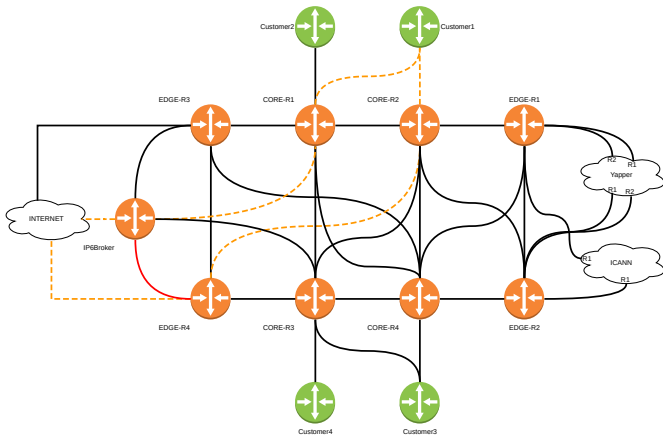 Customer2
Customer1
EDGE-R3
CORE-R1
CORE-R2
EDGE-R1
R2
R1
Yapper
R1
R2
INTERNET
IP6Broker
R1
ICANN
R1
EDGE-R4
CORE-R3
CORE-R4
EDGE-R2
Customer4
Customer3